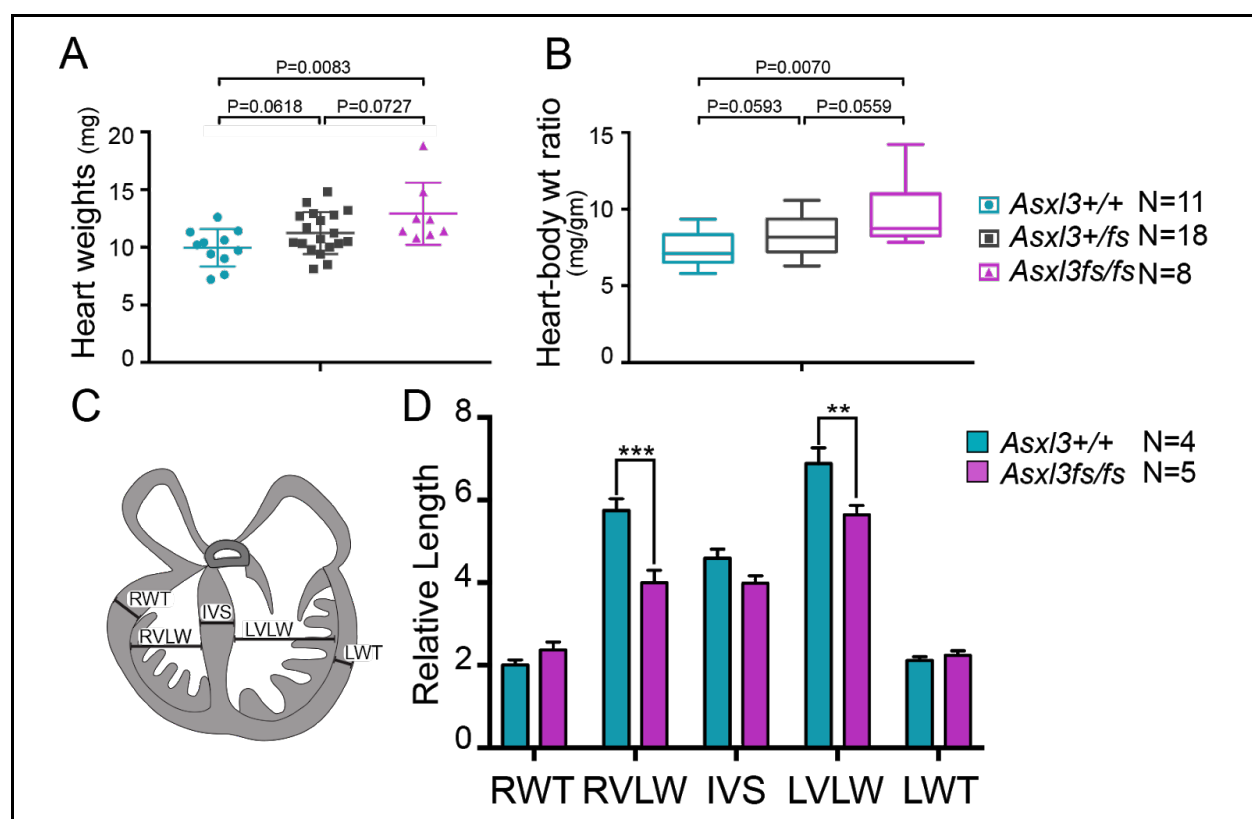 A
P=0.0083
P=0.0618
P=0.0727
Heart weights (mg)
20
15
10
5
0
B
P=0.0070
P=0.0593
P=0.0559
Heart-body wt ratio
(mg/gm)
15
10
5
0
Asxl3+/+ N=11
Asxl3+/fs N=18
Asxl3fs/fs N=8
C
RWT
IVS
RVLW
LVLW
LWT
D
Relative Length
8
6
4
2
0
***
**
RWT RVLW IVS LVLW LWT
Asxl3+/+ N=4
Asxl3fs/fs N=5